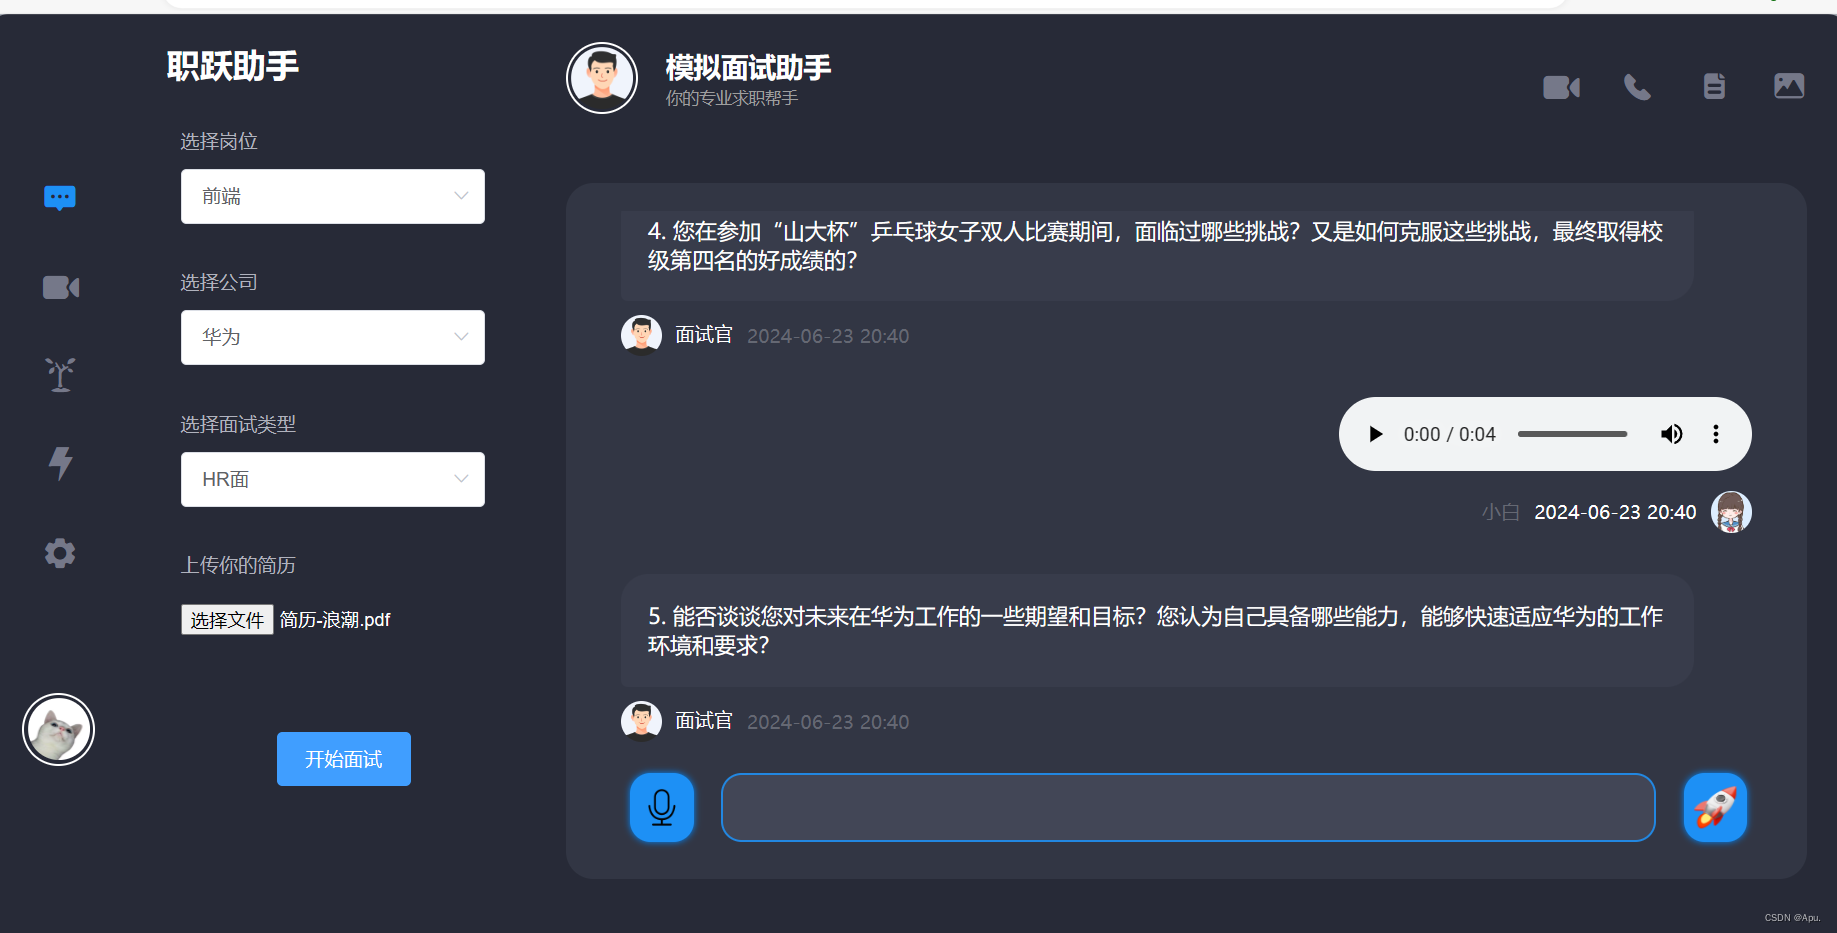 职跃助手
选择岗位
前端
选择公司
华为
选择面试类型
HR面
上传你的简历
选择文件 简历-浪潮.pdf
开始面试
模拟面试助手
你的专业求职帮手
4. 您在参加“山大杯”乒乓球女子双人比赛期间，面临过哪些挑战？又是如何克服这些挑战，最终取得校
级第四名的好成绩的？
面试官 2024-06-23 20:40
0:00 / 0:04
小白 2024-06-23 20:40
5. 能否谈谈您对未来在华为工作的一些期望和目标？您认为自己具备哪些能力，能够快速适应华为的工作
环境和要求？
面试官 2024-06-23 20:40
CSDN @Apu.